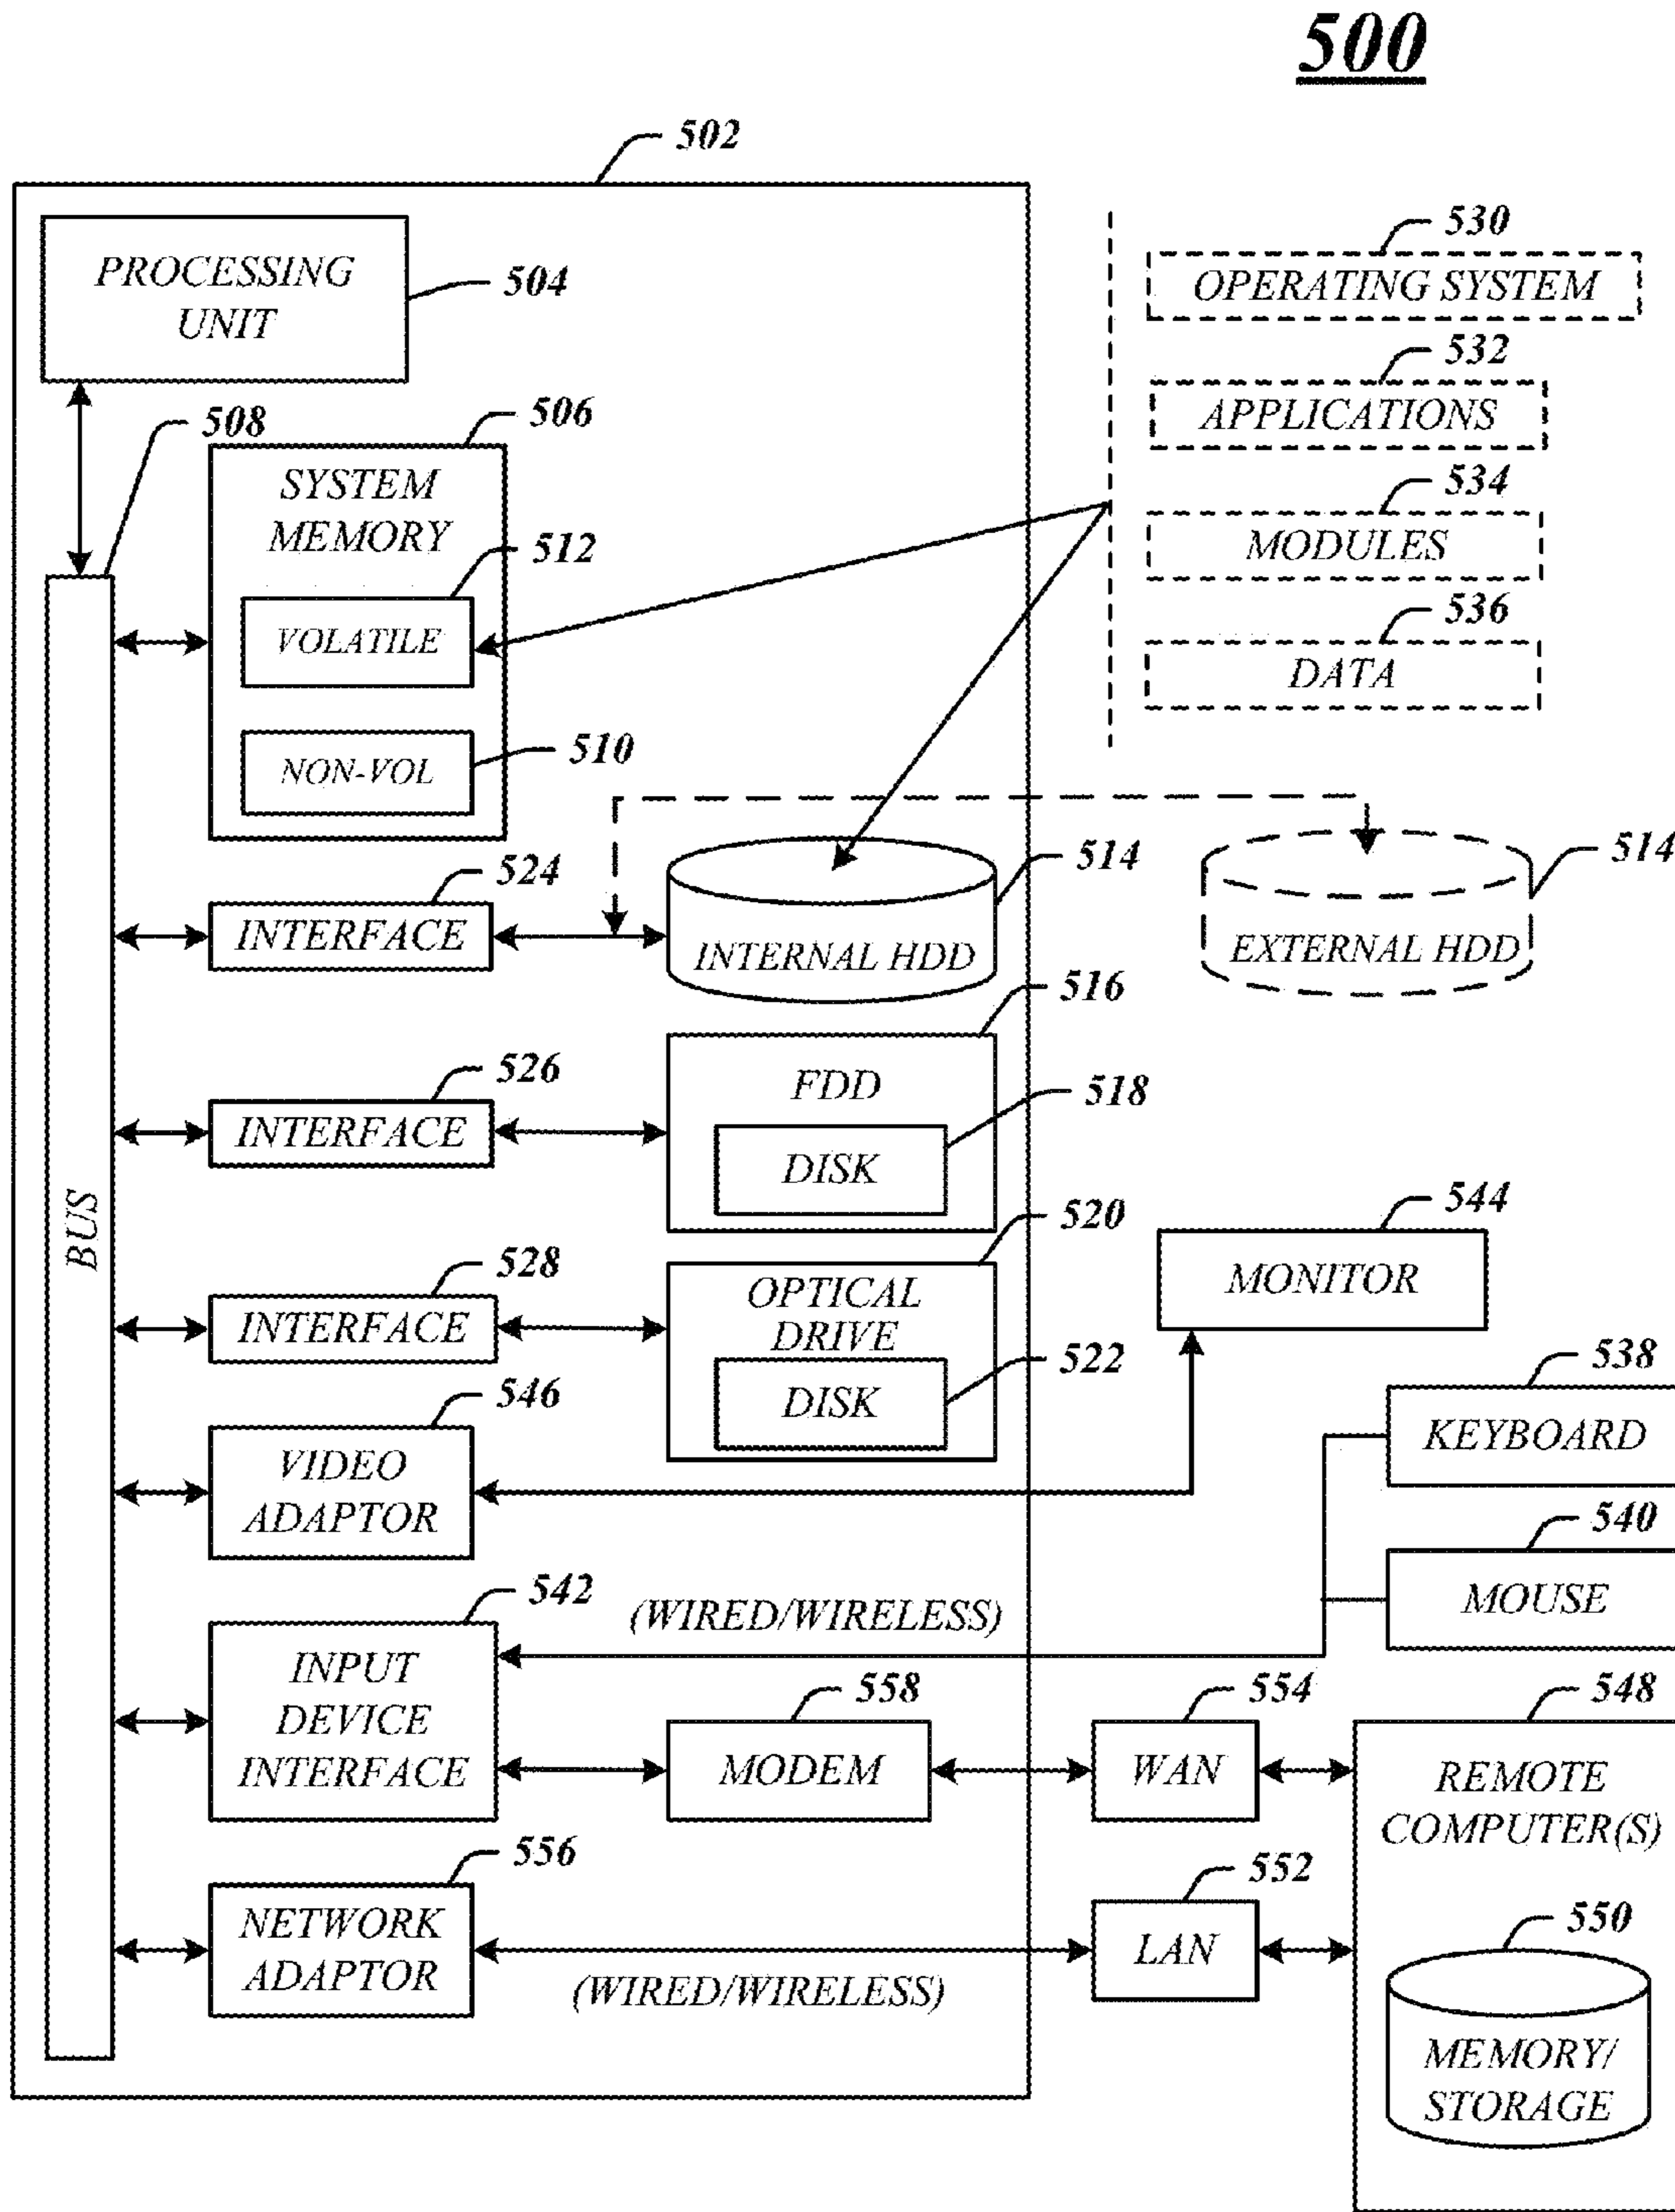 500
502
PROCESSING
UNIT
504
530
OPERATING SYSTEM
532
APPLICATIONS
534
MODULES
536
DATA
508
506
SYSTEM
MEMORY
512
VOLATILE
510
NON-VOL
524
INTERFACE
514
INTERNAL HDD
514
EXTERNAL HDD
526
INTERFACE
516
FDD
518
DISK
BUS
528
INTERFACE
520
OPTICAL
DRIVE
522
DISK
544
MONITOR
546
VIDEO
ADAPTOR
538
KEYBOARD
540
MOUSE
542
INPUT
DEVICE
INTERFACE
(WIRED/WIRELESS)
558
MODEM
554
WAN
548
REMOTE
COMPUTER(S)
556
NETWORK
ADAPTOR
(WIRED/WIRELESS)
552
LAN
550
MEMORY/
STORAGE